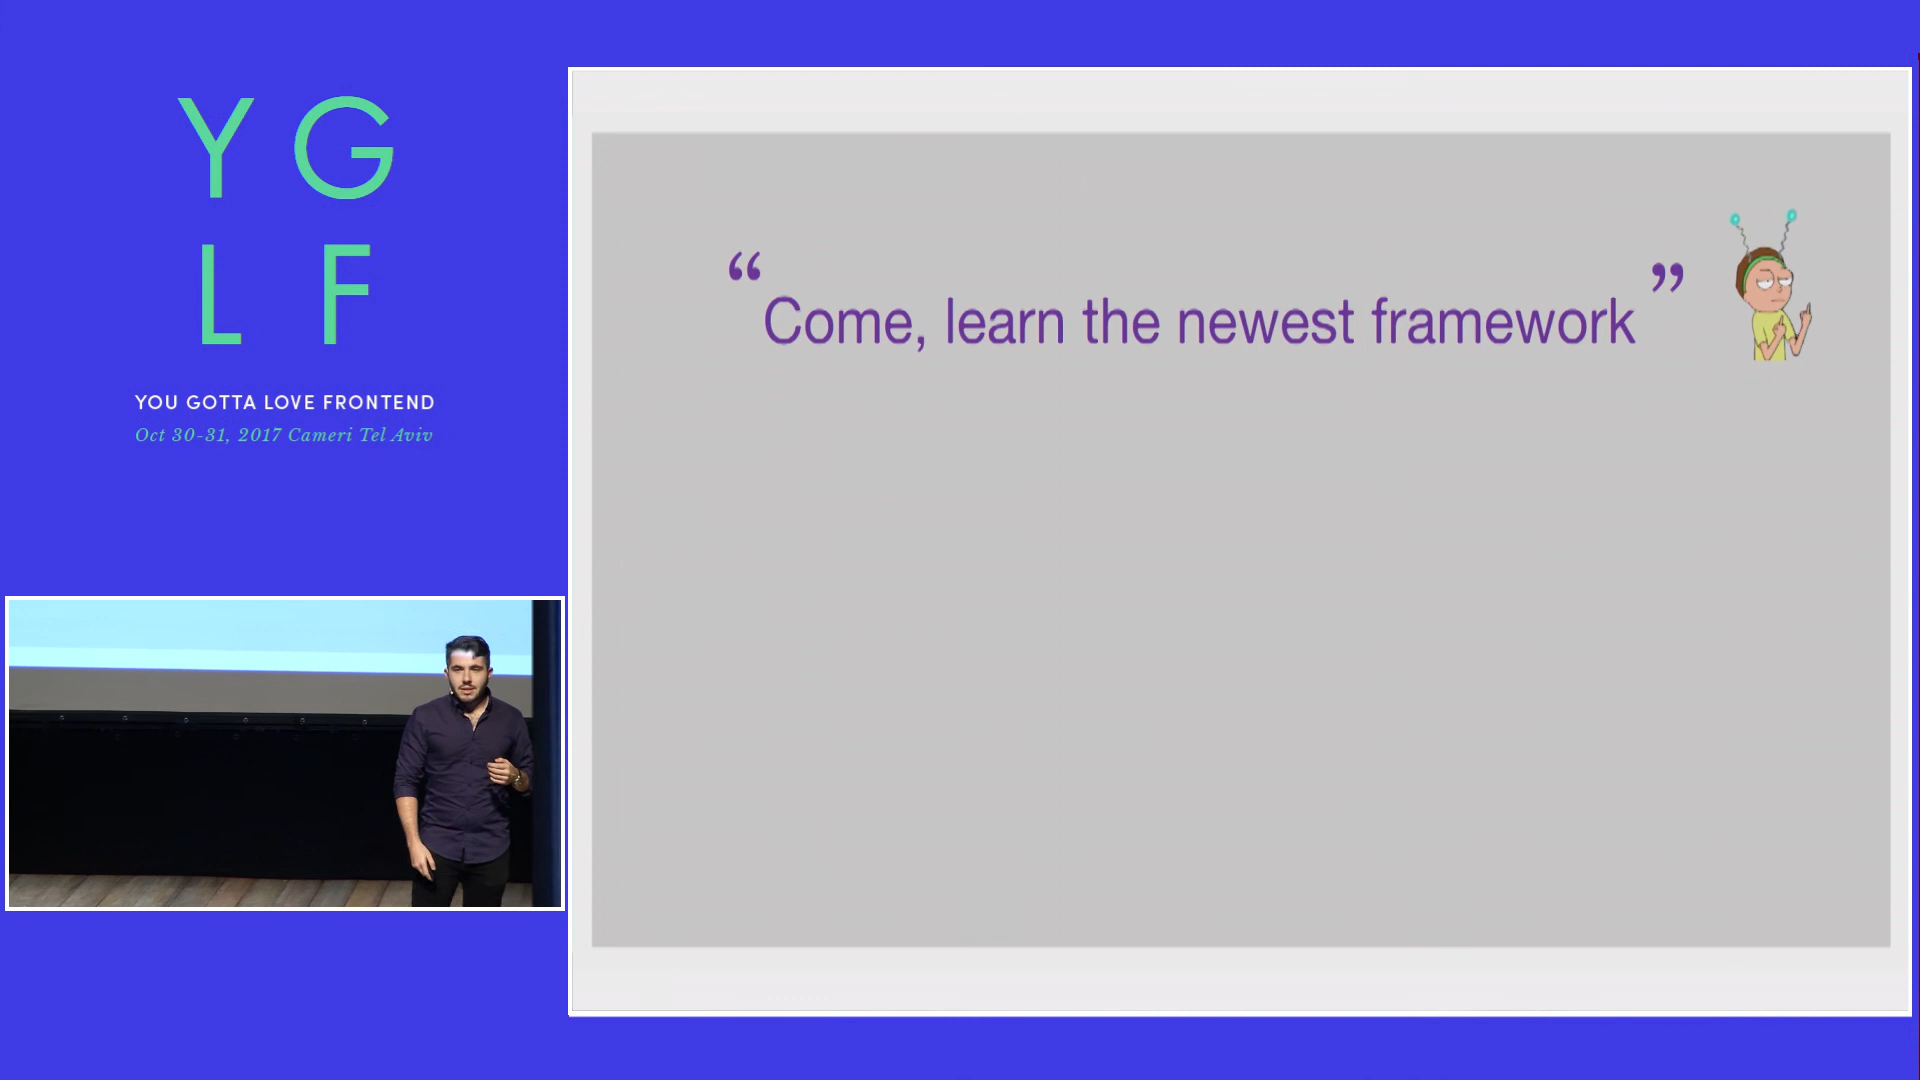 Y G
L F
YOU GOTTA LOVE FRONTEND
Oct 30-31, 2017 Cameri Tel Aviv
“Come, learn the newest framework”